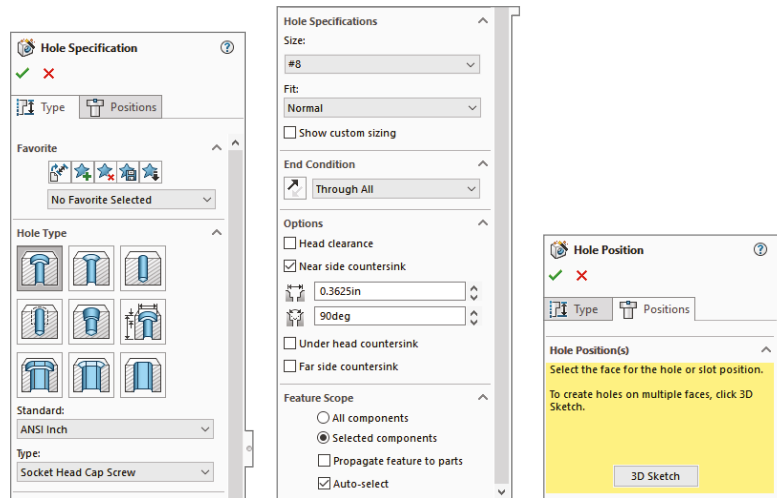 Hole Specification
Type
Positions
Favorite
No Favorite Selected
Hole Type
Standard:
ANSI Inch
Type:
Socket Head Cap Screw
Hole Specifications
Size:
#8
Fit:
Normal
Show custom sizing
End Condition
Through All
Options
Head clearance
Near side countersink
0.3625in
90deg
Under head countersink
Far side countersink
Feature Scope
All components
Selected components
Propagate feature to parts
Auto-select
Hole Position
Type
Positions
Hole Position(s)
Select the face for the hole or slot position.
To create holes on multiple faces, click 3D
Sketch.
3D Sketch